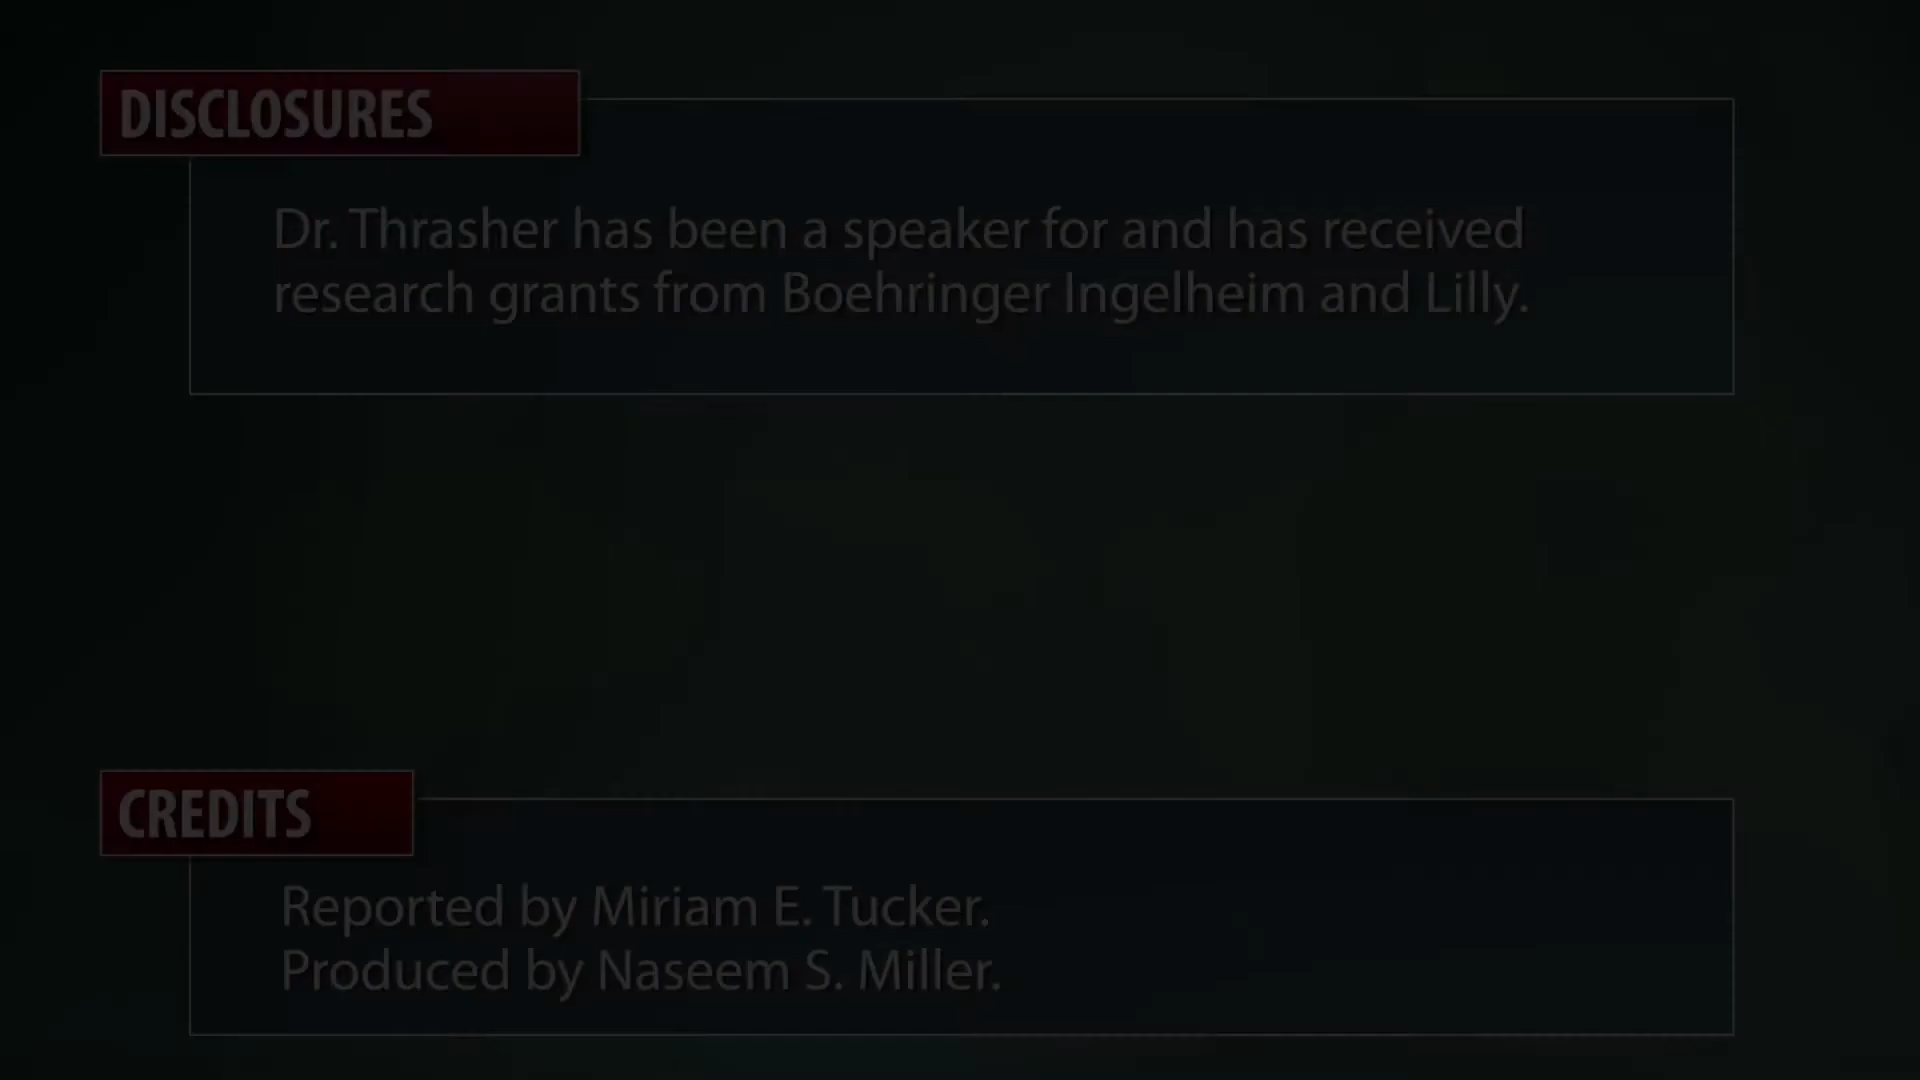 DISCLOSURES
Dr. Thrasher has been a speaker for and has received
research grants from Boehringer Ingelheim and Lilly.
CREDITS
Reported by Miriam E. Tucker.
Produced by Naseem S. Miller.